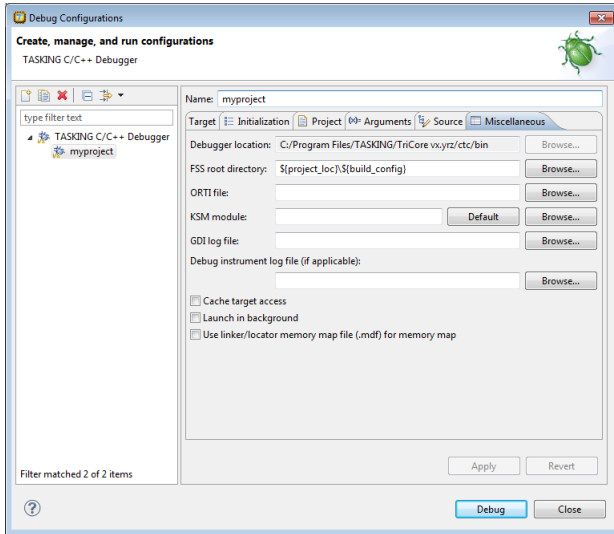 Debug Configurations
Create, manage, and run configurations
TASKING C/C++ Debugger
type filter text
TASKING C/C++ Debugger
myproject
Filter matched 2 of 2 items
Name: myproject
Target Initialization Project (x)= Arguments Source Miscellaneous
Debugger location: C:/Program Files/TASKING/TriCore vx.yrz/ctc/bin Browse...
FSS root directory: ${project_loc}\${build_config} Browse...
ORTI file: Browse...
KSM module: Default Browse...
GDI log file: Browse...
Debug instrument log file (if applicable):
Browse...
Cache target access
Launch in background
Use linker/locator memory map file (.mdf) for memory map
Apply Revert
? Debug Close